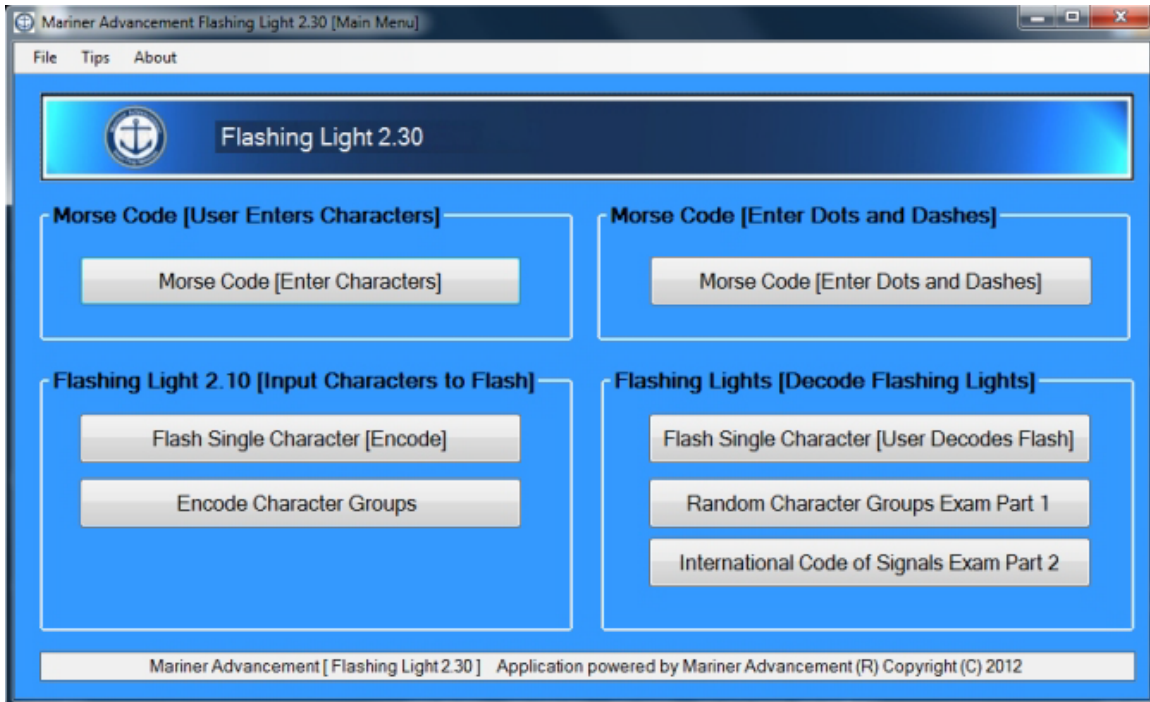 Mariner Advancement Flashing Light 2.30 [Main Menu]
File Tips About
Flashing Light 2.30
Morse Code [User Enters Characters]
Morse Code [Enter Characters]
Morse Code [Enter Dots and Dashes]
Morse Code [Enter Dots and Dashes]
Flashing Light 2.10 [Input Characters to Flash]
Flash Single Character [Encode]
Encode Character Groups
Flashing Lights [Decode Flashing Lights]
Flash Single Character [User Decodes Flash]
Random Character Groups Exam Part 1
International Code of Signals Exam Part 2
Mariner Advancement [ Flashing Light 2.30 ] Application powered by Mariner Advancement (R) Copyright (C) 2012